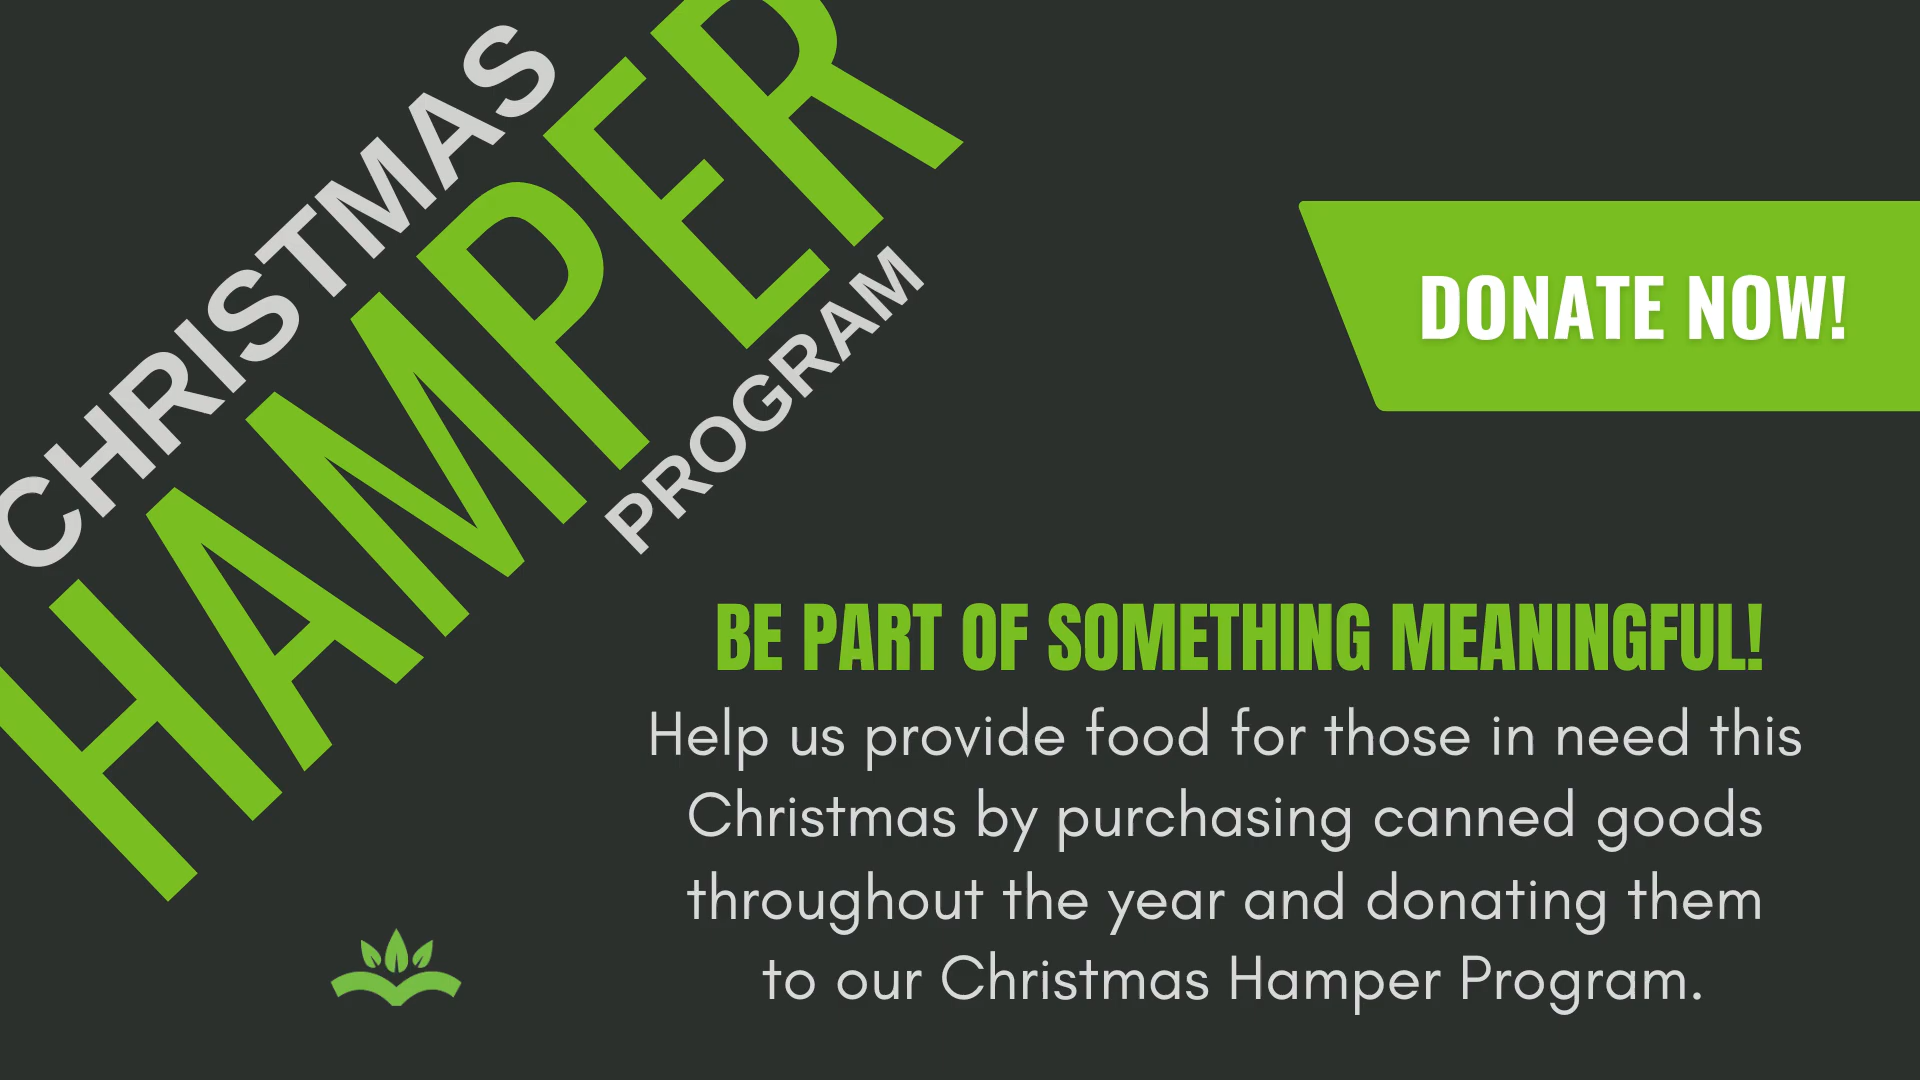 CHRISTMAS
HAMPER
PROGRAM
DONATE NOW!
BE PART OF SOMETHING MEANINGFUL!
Help us provide food for those in need this
Christmas by purchasing canned goods
throughout the year and donating them
to our Christmas Hamper Program.